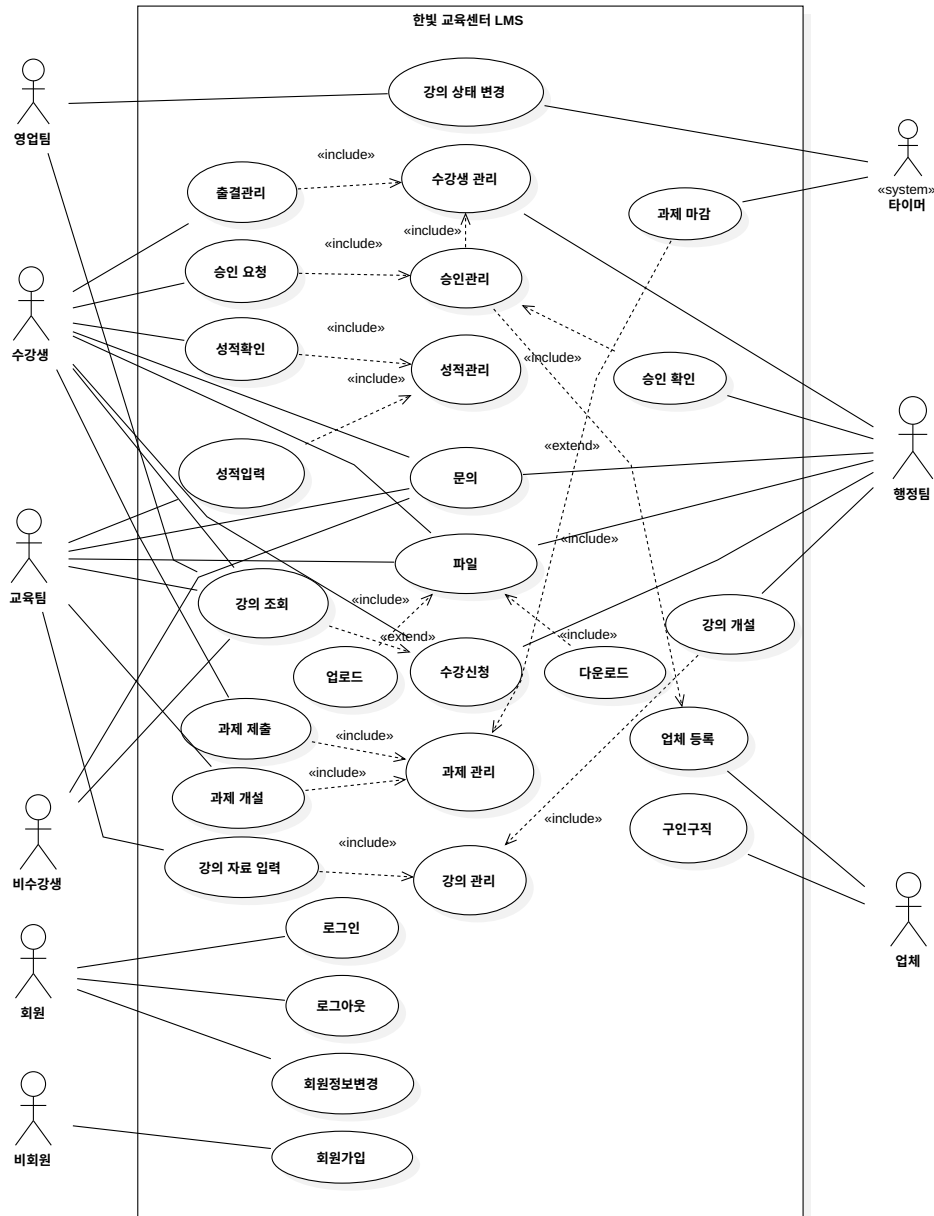 한빛 교육센터 LMS
영업팀
강의 상태 변경
«system»
타이머
«include»
출결관리
수강생 관리
과제 마감
«include»
«include»
승인 요청
승인관리
수강생
«include»
성적확인
성적관리
«include»
«include»
승인 확인
성적입력
문의
«extend»
행정팀
교육팀
파일
«include»
강의 조회
«include»
«extend»
«include»
강의 개설
업로드
수강신청
다운로드
과제 제출
«include»
업체 등록
과제 개설
«include»
과제 관리
«include»
구인구직
비수강생
강의 자료 입력
«include»
강의 관리
로그인
업체
회원
로그아웃
회원정보변경
비회원
회원가입